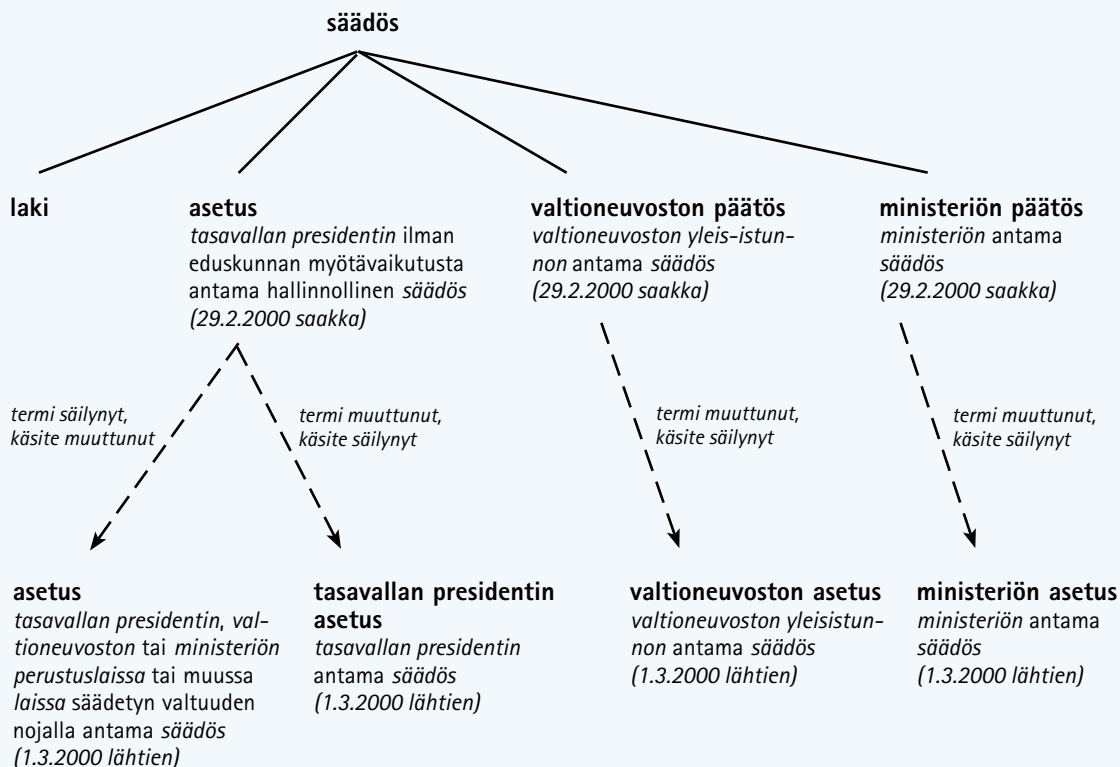 säädös
laki
asetus
tasavallan presidentin ilman
eduskunnan myötävaikutusta
antama hallinnollinen säädös
(29.2.2000 saakka)
valtioneuvoston päätös
valtioneuvoston yleis-istun-
non antama säädös
(29.2.2000 saakka)
ministeriön päätös
ministeriön antama
säädös
(29.2.2000 saakka)
termi säilynyt,
käsite muuttunut
termi muuttunut,
käsite säilynyt
termi muuttunut,
käsite säilynyt
termi muuttunut,
käsite säilynyt
asetus
tasavallan presidentin, val-
tioneuvoston tai ministeriön
perustuslaissa tai muussa
laissa säädetyn valtuuden
nojalla antama säädös
(1.3.2000 lähtien)
tasavallan presidentin
asetus
tasavallan presidentin
antama säädös
(1.3.2000 lähtien)
valtioneuvoston asetus
valtioneuvoston yleisistun-
non antama säädös
(1.3.2000 lähtien)
ministeriön asetus
ministeriön antama
säädös
(1.3.2000 lähtien)